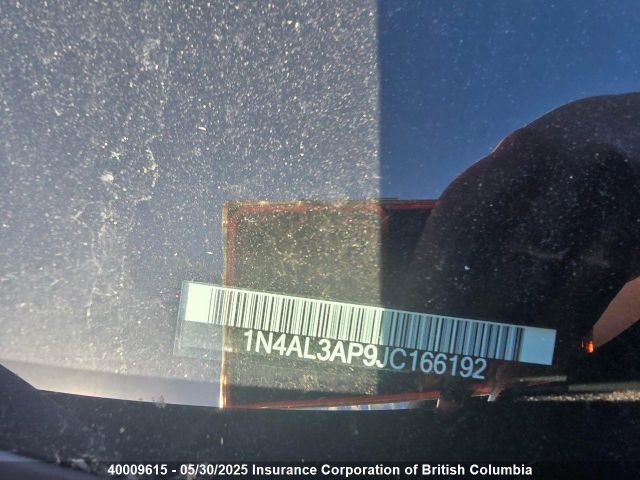 1N4AL3AP9JC166192
40009615 - 05/30/2025 Insurance Corporation of British Columbia